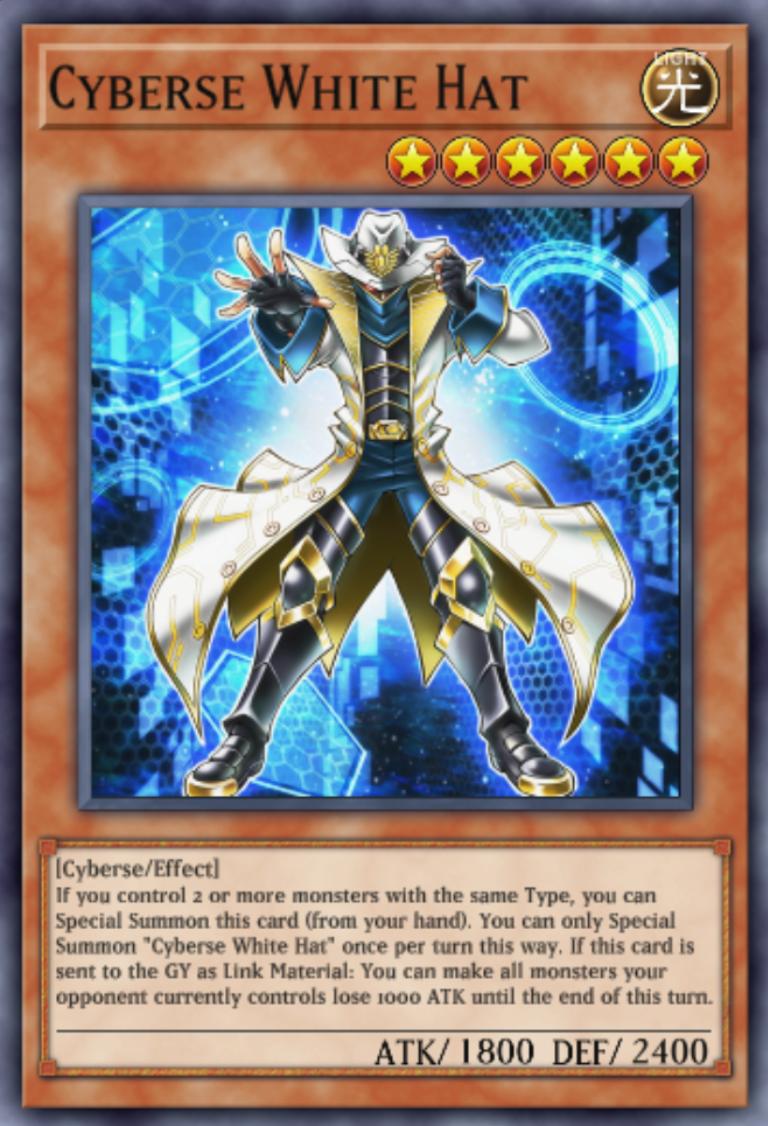 Cyberse White Hat
LIGHT
光
[Cyberse/Effect]
If you control 2 or more monsters with the same Type, you can
Special Summon this card (from your hand). You can only Special
Summon "Cyberse White Hat" once per turn this way. If this card is
sent to the GY as Link Material: You can make all monsters your
opponent currently controls lose 1000 ATK until the end of this turn.
ATK/ 1800 DEF/ 2400